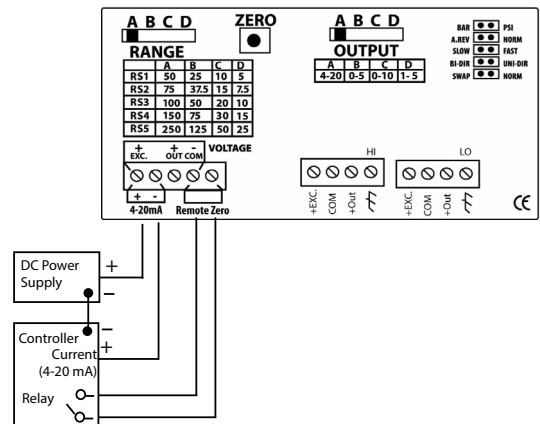 A B C D
ZERO
A B C D
RANGE
OUTPUT
A B C D
RS1 50 25 10 5
RS2 75 37.5 15 7.5
RS3 100 50 20 10
RS4 150 75 30 15
RS5 250 125 50 25
A B C D
4-20 0-5 0-10 1-5
BAR PSI
A.REV NORM
SLOW FAST
BI-DIR UNI-DIR
SWAP NORM
+ + - VOLTAGE
EXC. OUT COM
+ -
4-20mA Remote Zero
HI
+EXC.
COM
+Out
LO
+EXC.
COM
+Out
CE
DC Power
Supply
+
–
–
Controller
+
Current
(4-20 mA)
Relay